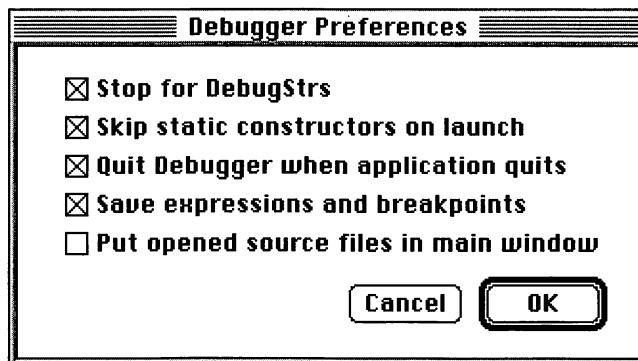 Debugger Preferences
Stop for DebugStrs
Skip static constructors on launch
Quit Debugger when application quits
Save expressions and breakpoints
Put opened source files in main window
Cancel OK